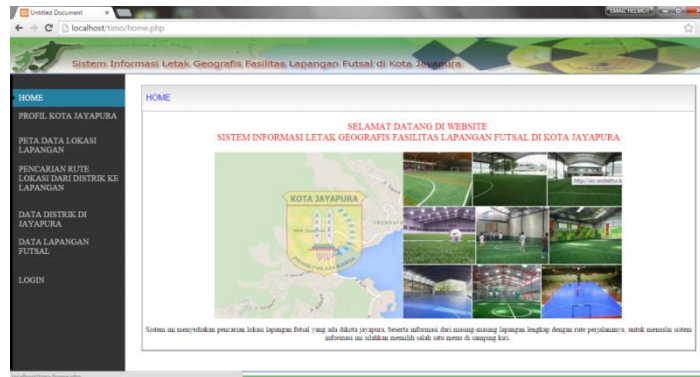 Untitled Document
localhost/timo/home.php
Sistem Informasi Letak Geografis Fasilitas Lapangan Futsal di Kota Jayapura
HOME
PROFIL KOTA JAYAPURA
PETA DATA LOKASI
LAPANGAN
PENCARIAN RUTE
LOKASI DARI DISTRIK KE
LAPANGAN
DATA DISTRIK DI
JAYAPURA
DATA LAPANGAN
FUTSAL
LOGIN
HOME
SELAMAT DATANG DI WEBSITE
SISTEM INFORMASI LETAK GEOGRAFIS FASILITAS LAPANGAN FUTSAL DI KOTA JAYAPURA
KOTA JAYAPURA
Sistem ini menyediakan pencarian lokasi lapangan futsal yang ada dikota jayapura, beserta informasi dari masing-masing lapangan lengkap dengan rute perjalananya, untuk memulai sistem
informasi ini silahkan memilih salah satu menu di samping kiri.